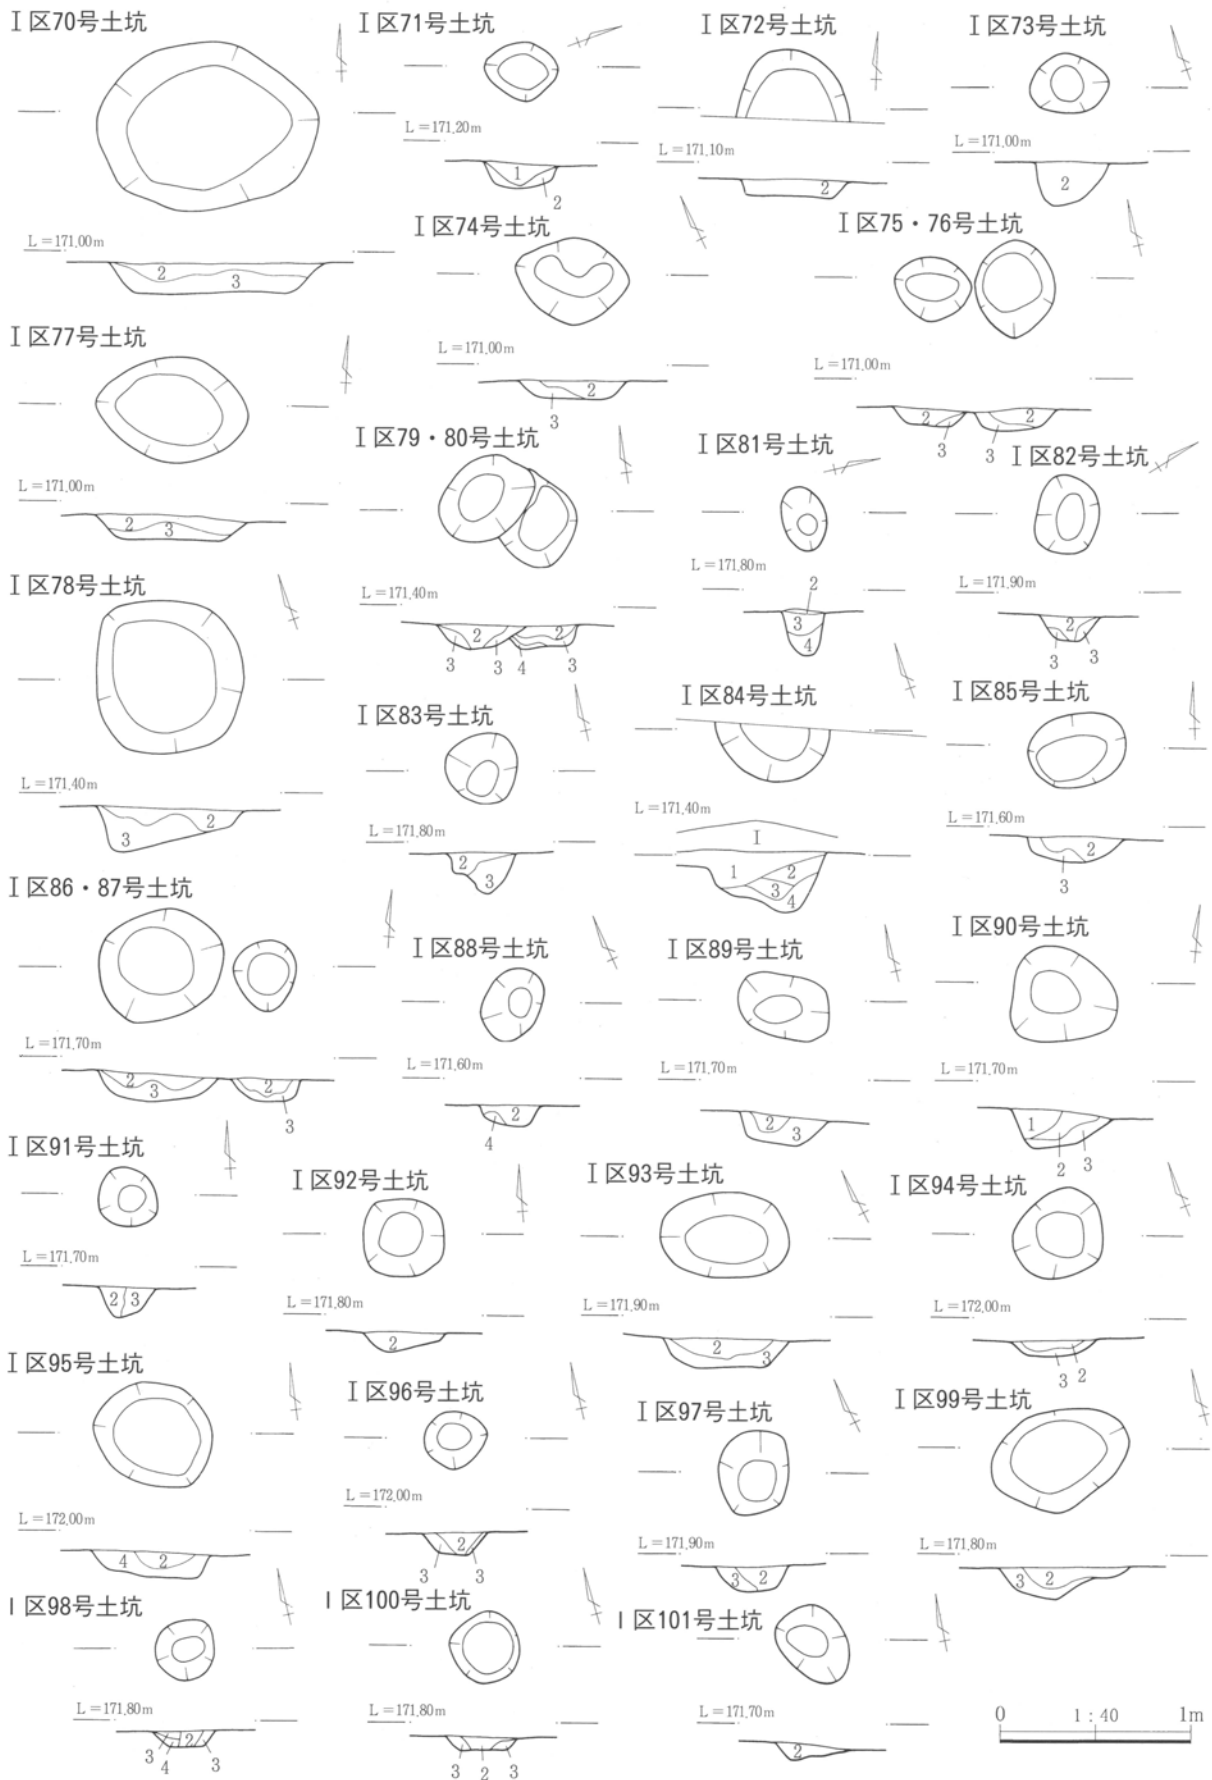 Ⅰ区70号土坑
L=171.00m
2
3
Ⅰ区71号土坑
L=171.20m
1
2
Ⅰ区72号土坑
L=171.10m
2
Ⅰ区73号土坑
L=171.00m
2
Ⅰ区74号土坑
L=171.00m
2
3
Ⅰ区75・76号土坑
L=171.00m
2 2
3 3
Ⅰ区77号土坑
L=171.00m
2 3
Ⅰ区78号土坑
L=171.40m
2
3
Ⅰ区79・80号土坑
L=171.40m
2 2
3 3 4 3
Ⅰ区81号土坑
L=171.80m
2
3
4
Ⅰ区82号土坑
L=171.90m
2
3 3
Ⅰ区83号土坑
L=171.80m
2
3
Ⅰ区84号土坑
L=171.40m
Ⅰ
1 2
3
4
Ⅰ区85号土坑
L=171.60m
2
3
Ⅰ区86・87号土坑
L=171.70m
2 2
3
3
Ⅰ区88号土坑
L=171.60m
2
4
Ⅰ区89号土坑
L=171.70m
2
3
Ⅰ区90号土坑
L=171.70m
1
2 3
Ⅰ区91号土坑
L=171.70m
2 3
Ⅰ区92号土坑
L=171.80m
2
Ⅰ区93号土坑
L=171.90m
2
3
Ⅰ区94号土坑
L=172.00m
3 2
Ⅰ区95号土坑
L=172.00m
4 2
Ⅰ区96号土坑
L=172.00m
2
3 3
Ⅰ区97号土坑
L=171.90m
3 2
Ⅰ区99号土坑
L=171.80m
3 2
Ⅰ区98号土坑
L=171.80m
2
3 4 3
Ⅰ区100号土坑
L=171.80m
3 2 3
Ⅰ区101号土坑
L=171.70m
2
0 1:40 1m